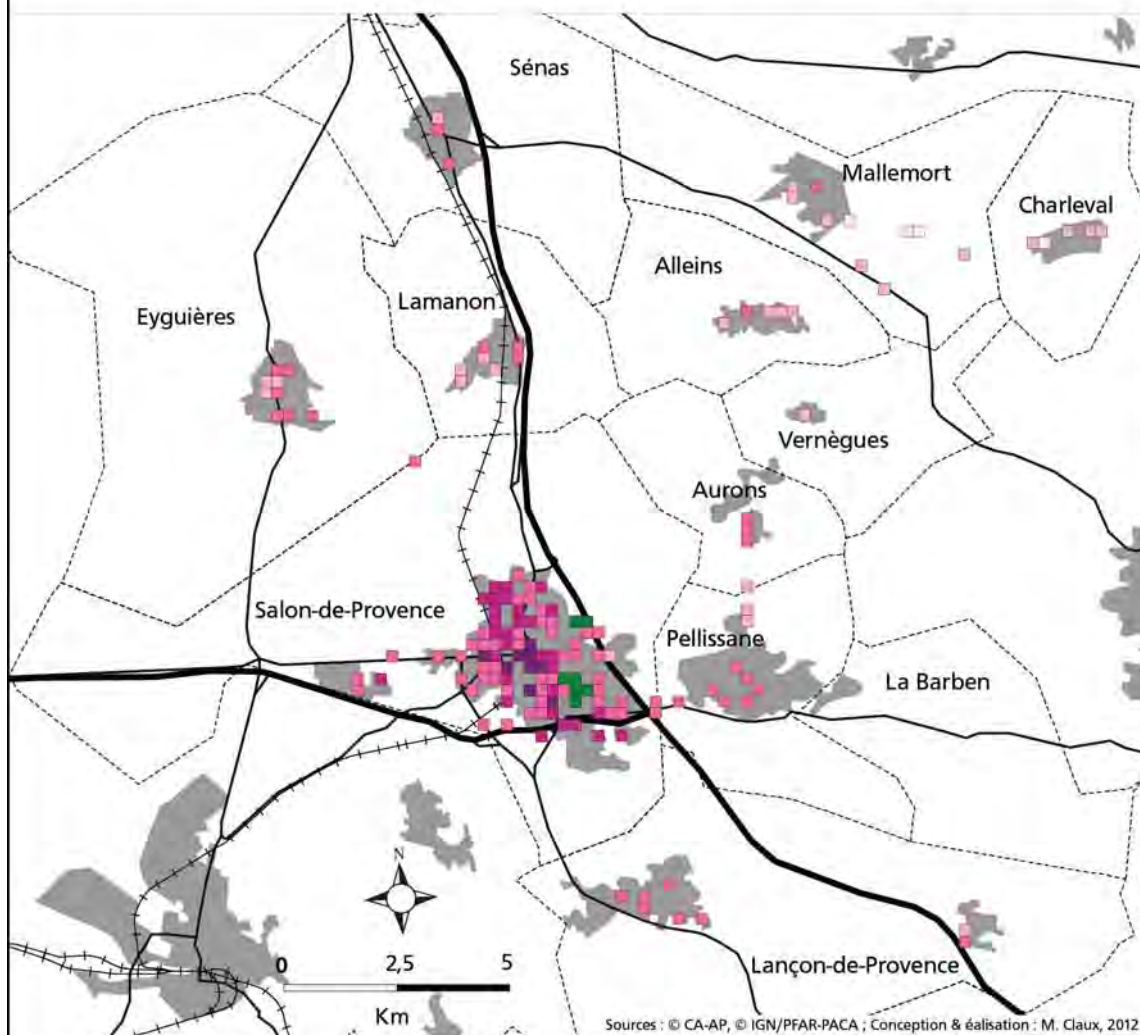 Sénas
Mallemort
Charleval
Alleins
Lamanon
Eyguières
Vernègues
Aurons
Salon-de-Provence
Pellissane
La Barben
N
0 2,5 5
Lançon-de-Provence
Km
Sources : © CA-AP, © IGN/PFAR-PACA ; Conception & éalisation : M. Claux, 2012